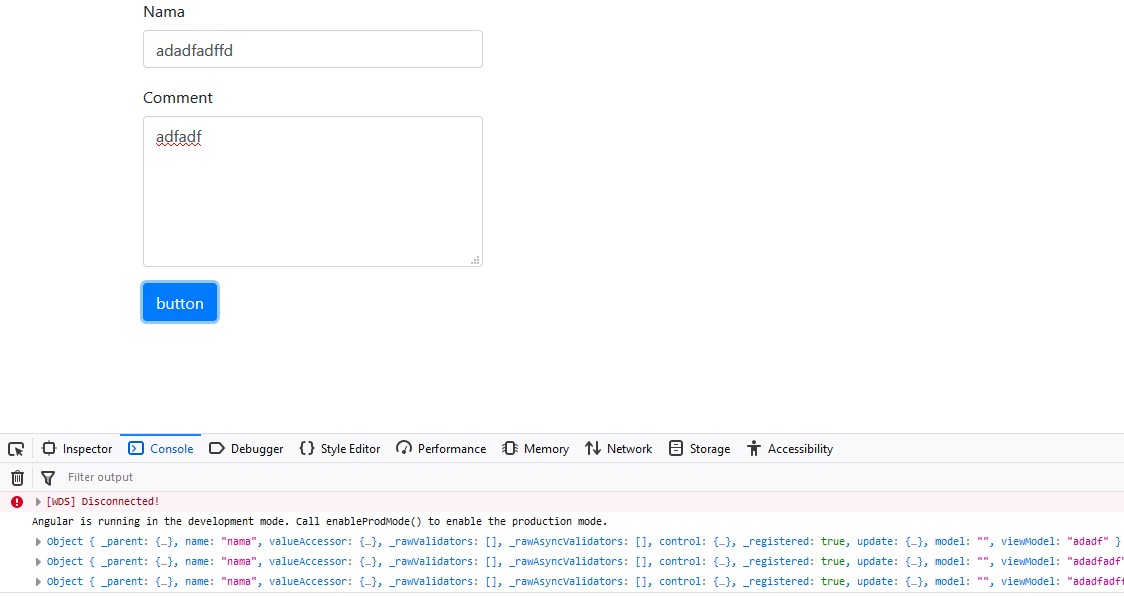 Nama
adadfadffd
Comment
adfadf
button
Inspector Console Debugger {} Style Editor Performance Memory Network Storage Accessibility
Filter output
[WDS] Disconnected!
Angular is running in the development mode. Call enableProdMode() to enable the production mode.
Object { _parent: {…}, name: "nama", valueAccessor: {…}, _rawValidators: [], _rawAsyncValidators: [], control: {…}, _registered: true, update: {…}, model: "", viewModel: "adadf" }
Object { _parent: {…}, name: "nama", valueAccessor: {…}, _rawValidators: [], _rawAsyncValidators: [], control: {…}, _registered: true, update: {…}, model: "", viewModel: "adadfadf"
Object { _parent: {…}, name: "nama", valueAccessor: {…}, _rawValidators: [], _rawAsyncValidators: [], control: {…}, _registered: true, update: {…}, model: "", viewModel: "adadfadff